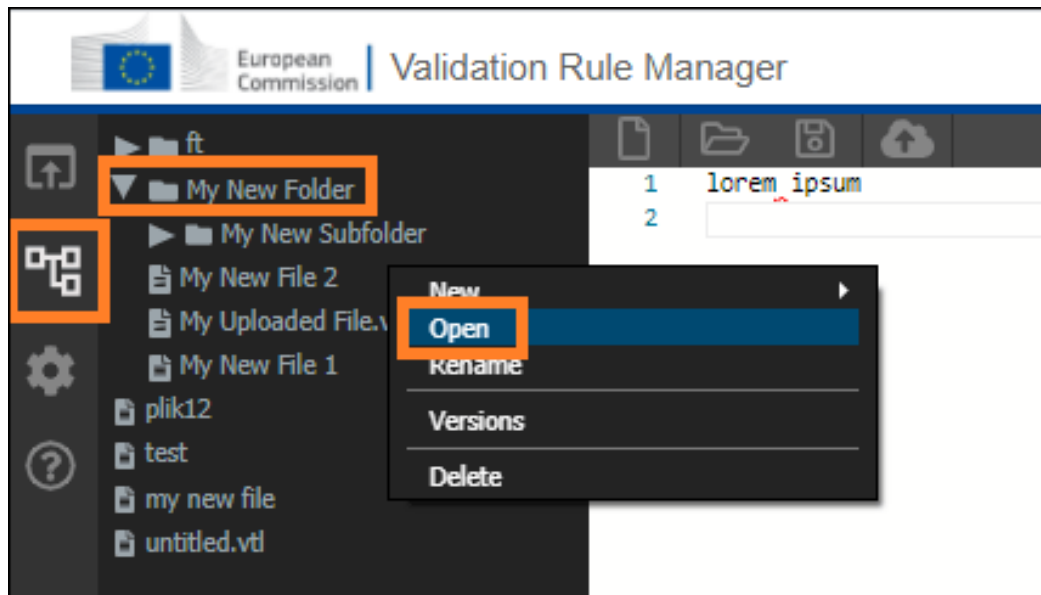 European
Commission
Validation Rule Manager
ft
My New Folder
My New Subfolder
My New File 2
My Uploaded File.v
My New File 1
plik12
test
my new file
untitled.vtl
1 lorem ipsum
2
New
Open
Rename
Versions
Delete